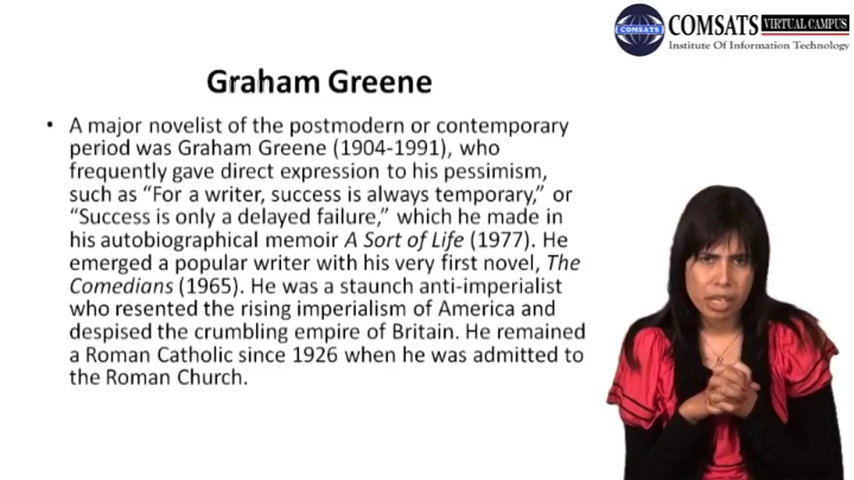 COMSATS VIRTUAL CAMPUS
COMSATS
Institute Of Information Technology
Graham Greene
• A major novelist of the postmodern or contemporary
period was Graham Greene (1904-1991), who
frequently gave direct expression to his pessimism,
such as “For a writer, success is always temporary,” or
“Success is only a delayed failure,” which he made in
his autobiographical memoir A Sort of Life (1977). He
emerged a popular writer with his very first novel, The
Comedians (1965). He was a staunch anti-imperialist
who resented the rising imperialism of America and
despised the crumbling empire of Britain. He remained
a Roman Catholic since 1926 when he was admitted to
the Roman Church.